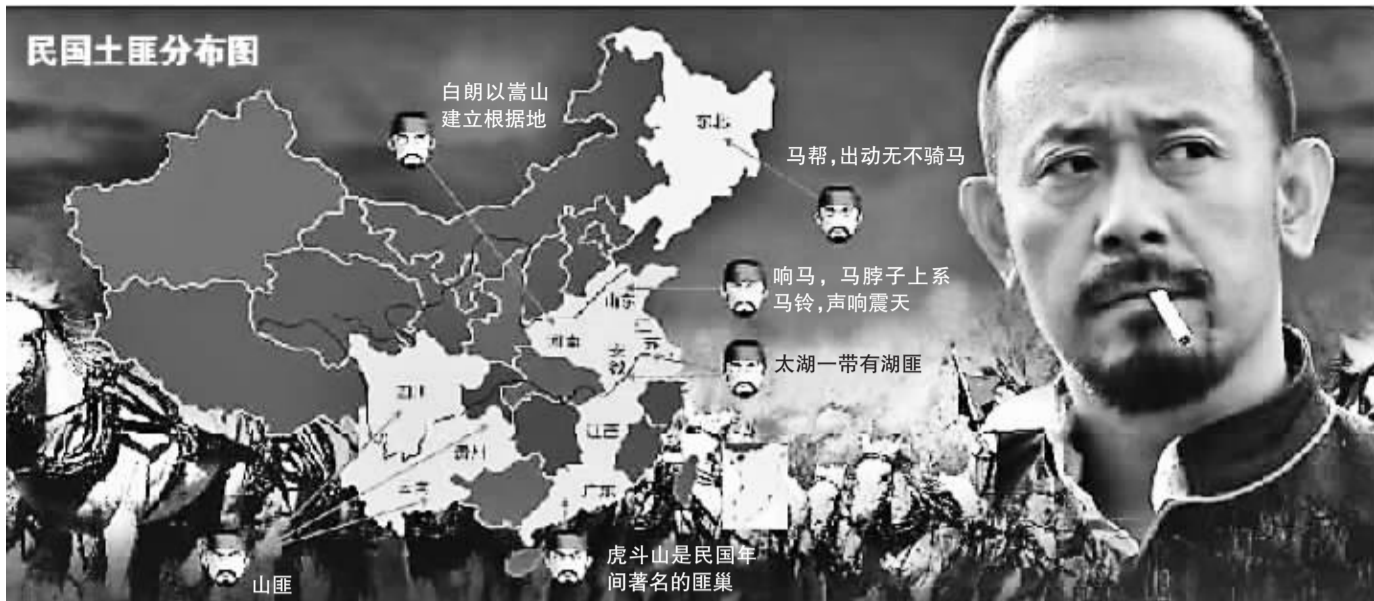 民国土匪分布图
白朗以嵩山
建立根据地
东北
马帮,出动无不骑马
响马，马脖子上系
马铃,声响震天
山东
河南
江苏
安徽
太湖一带有湖匪
四川
江西
贵州
云南
广东
山匪
虎斗山是民国年
间著名的匪巢